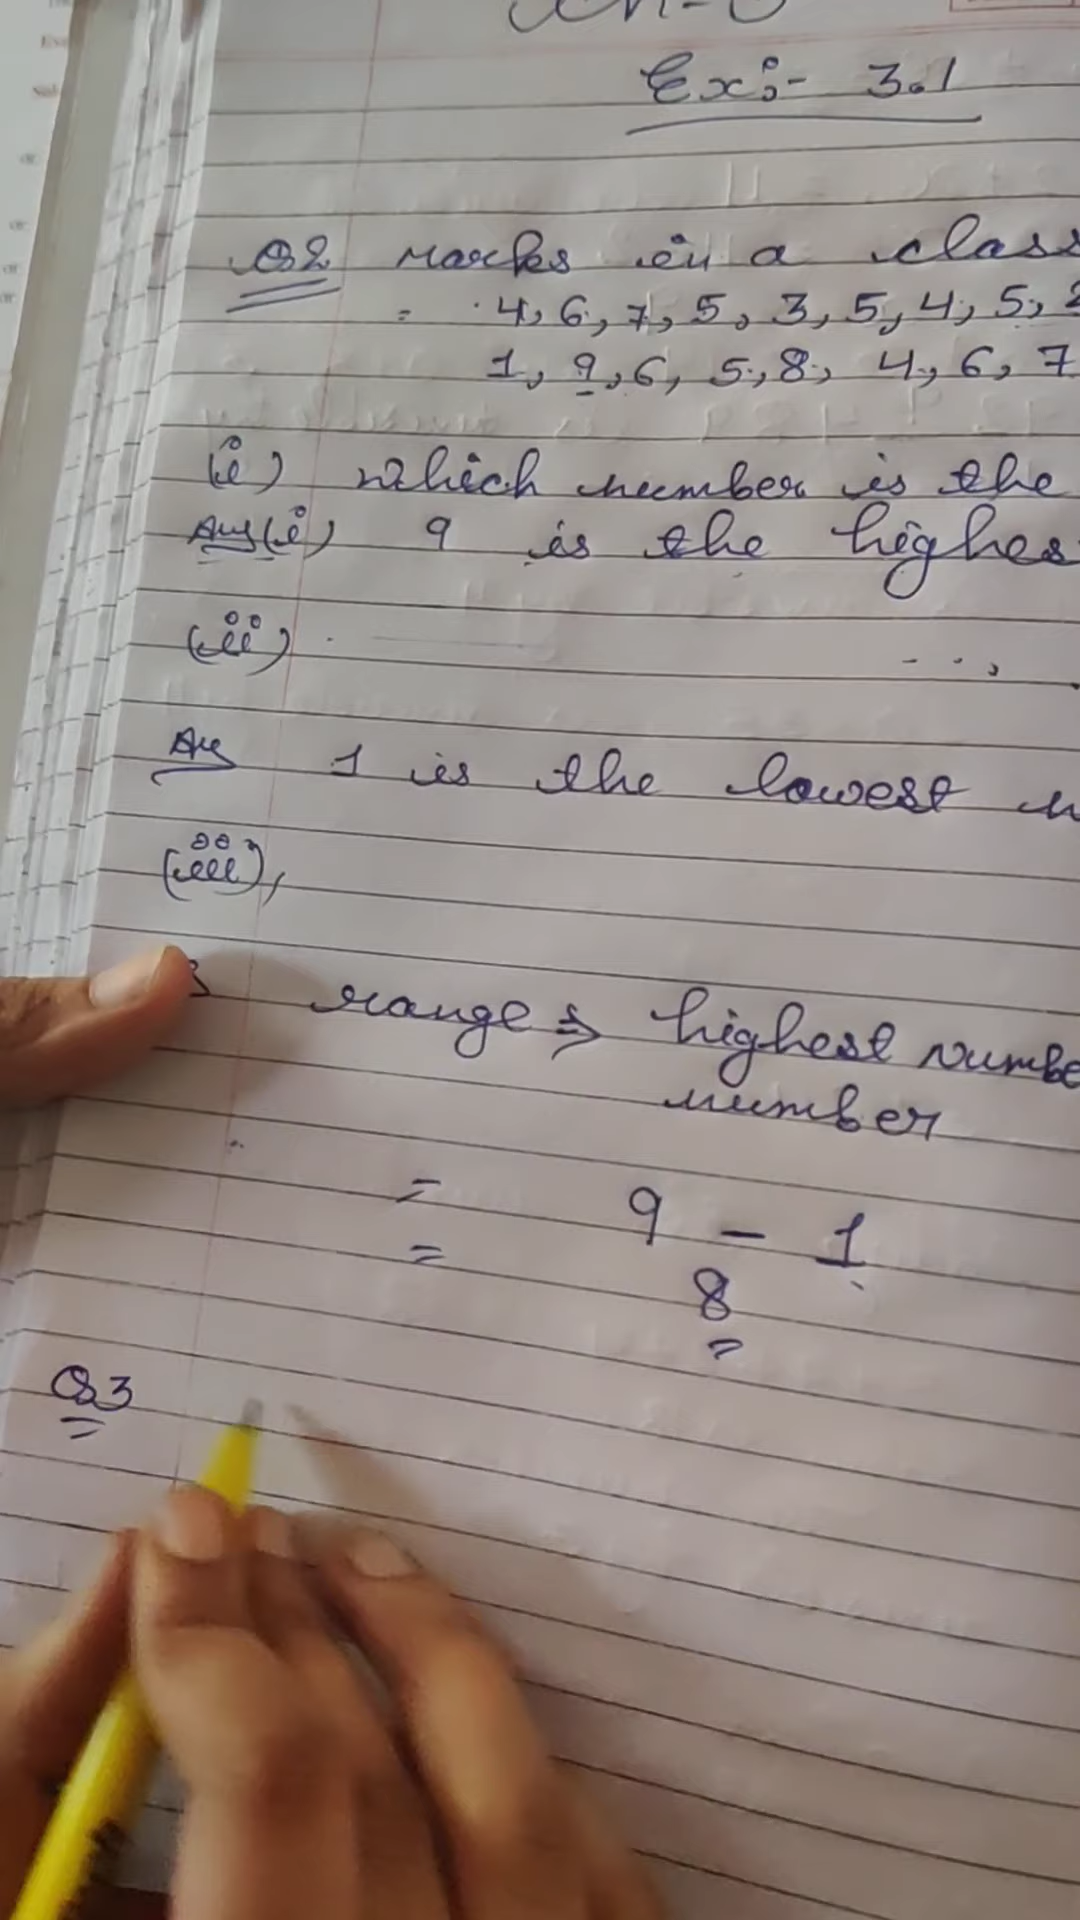 Ex:- 3.1
Q2 Marks in a class
= 4, 6, 7, 5, 3, 5, 4, 5, 2
1, 9, 6, 5, 8, 4, 6, 7
(i) which number is the
Ans(i) 9 is the highes
(ii)
Ans 1 is the lowest
(iii),
range ⇒ highest numbe
number
= 9 - 1
= 8
Q3